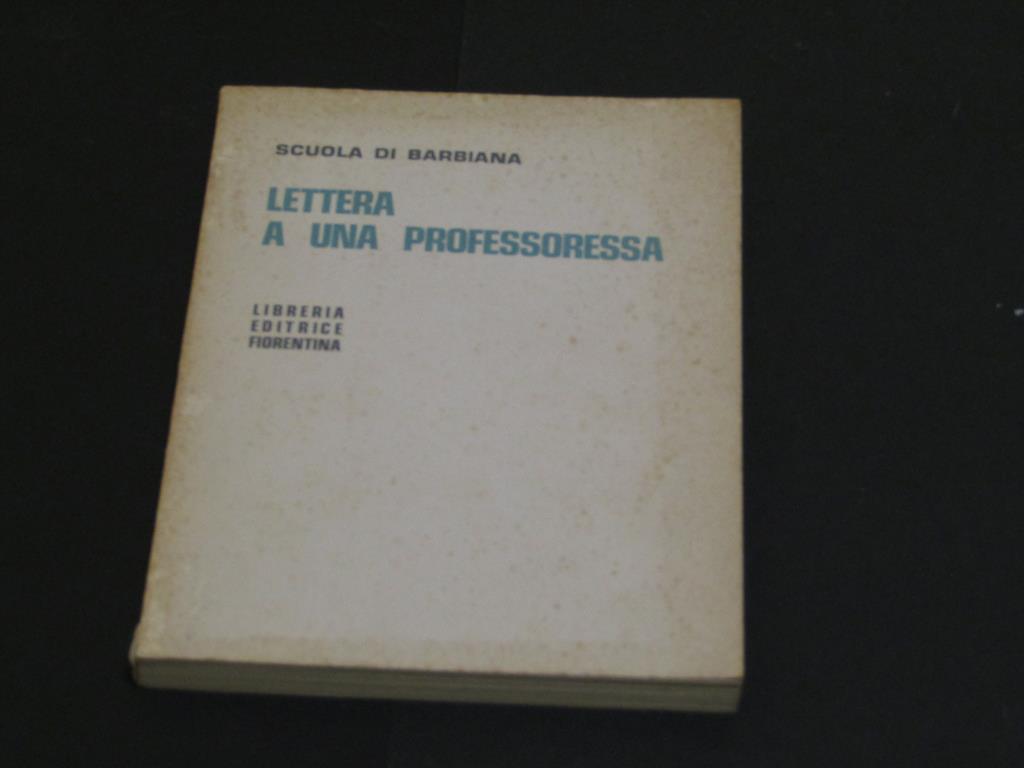 SCUOLA DI BARBIANA
LETTERA
A UNA PROFESSORESSA
LIBRERIA
EDITRICE
FIORENTINA